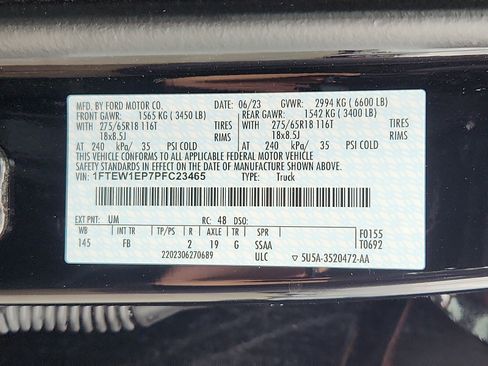 MFD. BY FORD MOTOR CO. 06/23 GVWR: 2994 KG ( 6600 LB)
FRONT GAWR: 1565 KG ( 3450 LB) REAR GAWR: 1542 KG ( 3400 LB)
WITH 275/65R18 116T TIRES WITH 275/65R18 116T TIRES
18x8.5J RIMS 18x8.5J RIMS
AT 240 kPa/ 35 PSI COLD AT 240 kPa/ 35 PSI COLD
THIS VEHICLE CONFORMS TO ALL APPLICABLE FEDERAL MOTOR VEHICLE
SAFETY STANDARDS IN EFFECT ON THE DATE OF MANUFACTURE SHOWN ABOVE.
VIN: 1FTEW1EP7PFC23465 TYPE: Truck
EXT PNT: UM RC: 48 DSO: F0155
WB INT TR TP/PS R AXLE TR SPR T0692
145 FB 2 19 G SSAA
2202306270689 ULC 5U5A-3520472-AA